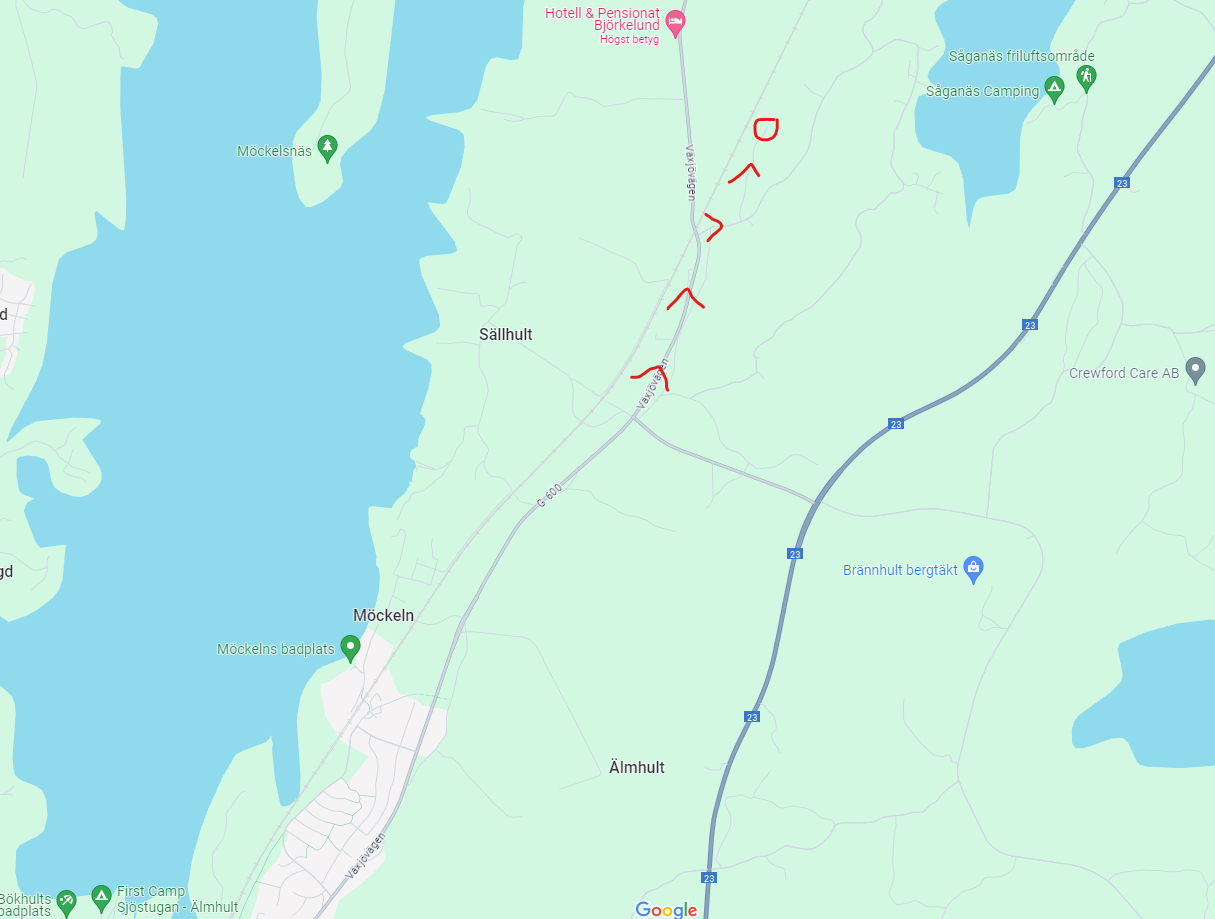 Hotell & Pensionat
Björkelund
Högst betyg
Såganäs friluftsområde
Såganäs Camping
Möckelsnäs
Växjövägen
23
23
d
Sällhult
Crewford Care AB
Växjövägen
23
G 600
23
gd
Brännhult bergtäkt
Möckeln
Möckelns badplats
23
Älmhult
Växjövägen
23
First Camp
Sjöstugan - Älmhult
Bökhults
badplats
Google